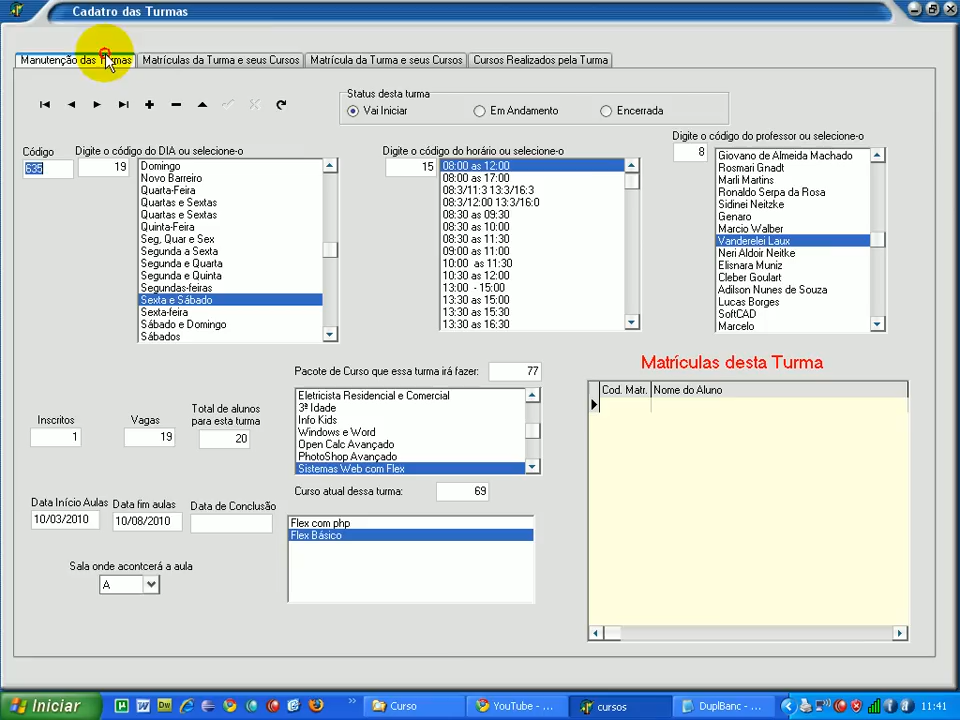 Cadatro das Turmas
Manutenção das Turmas
Matrículas da Turma e seus Cursos
Matrícula da Turma e seus Cursos
Cursos Realizados pela Turma
Status desta turma
Vai Iniciar
Em Andamento
Encerrada
Código
635
Digite o código do DIA ou selecione-o
19
Domingo
Novo Barreiro
Quarta-Feira
Quartas e Sextas
Quartas e Sextas
Quinta-Feira
Seg, Quar e Sex
Segunda a Sexta
Segunda e Quarta
Segunda e Quinta
Segundas-feiras
Sexta e Sábado
Sexta-feira
Sábado e Domingo
Sábados
Digite o código do horário ou selecione-o
15
08:00 as 12:00
08:00 as 17:00
08:3/11:3 13:3/16:3
08:3/12:00 13:3/16:0
08:30 as 09:30
08:30 as 10:00
08:30 as 11:30
09:00 as 11:00
10:00 as 11:30
10:30 as 12:00
13:00 - 15:00
13:30 as 15:00
13:30 as 15:30
13:30 as 16:00
13:30 as 16:30
Digite o código do professor ou selecione-o
8
Giovano de Almeida Machado
Rosmari Gnadt
Marli Martins
Ronaldo Serpa da Rosa
Sidinei Neitzke
Genaro
Marcio Walber
Vanderelei Laux
Neri Aldoir Neitke
Elisnara Muniz
Cleber Goulart
Adilson Nunes de Souza
Lucas Borges
SoftCAD
Marcelo
Pacote de Curso que essa turma irá fazer:
77
Eletricista Residencial e Comercial
3ª Idade
Info Kids
Windows e Word
Open Calc Avançado
PhotoShop Avançado
Sistemas Web com Flex
Inscritos
1
Vagas
19
Total de alunos
para esta turma
20
Curso atual dessa turma:
69
Flex com php
Flex Básico
Data Início Aulas
10/03/2010
Data fim aulas
10/08/2010
Data de Conclusão
Sala onde acontcerá a aula
A
Matrículas desta Turma
Cod. Matr.
Nome do Aluno
Iniciar
Curso
YouTube - ...
cursos
DuplBanc - ...
11:41